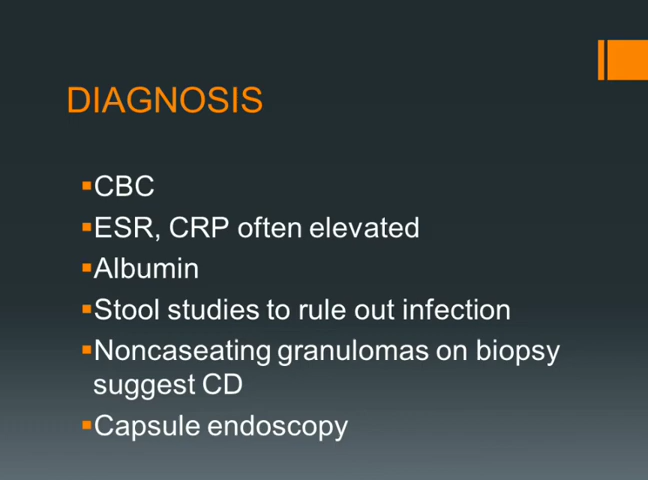 DIAGNOSIS
▪CBC
▪ESR, CRP often elevated
▪Albumin
▪Stool studies to rule out infection
▪Noncaseating granulomas on biopsy
suggest CD
▪Capsule endoscopy